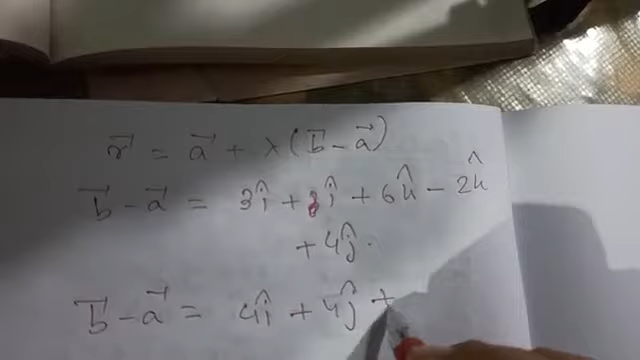 r⃗ = a⃗ + λ(b⃗ - a⃗)
b⃗ - a⃗ = 3î + î + 6k̂ - 2k̂
+ 4ĵ.
b⃗ - a⃗ = 4î + 4ĵ +